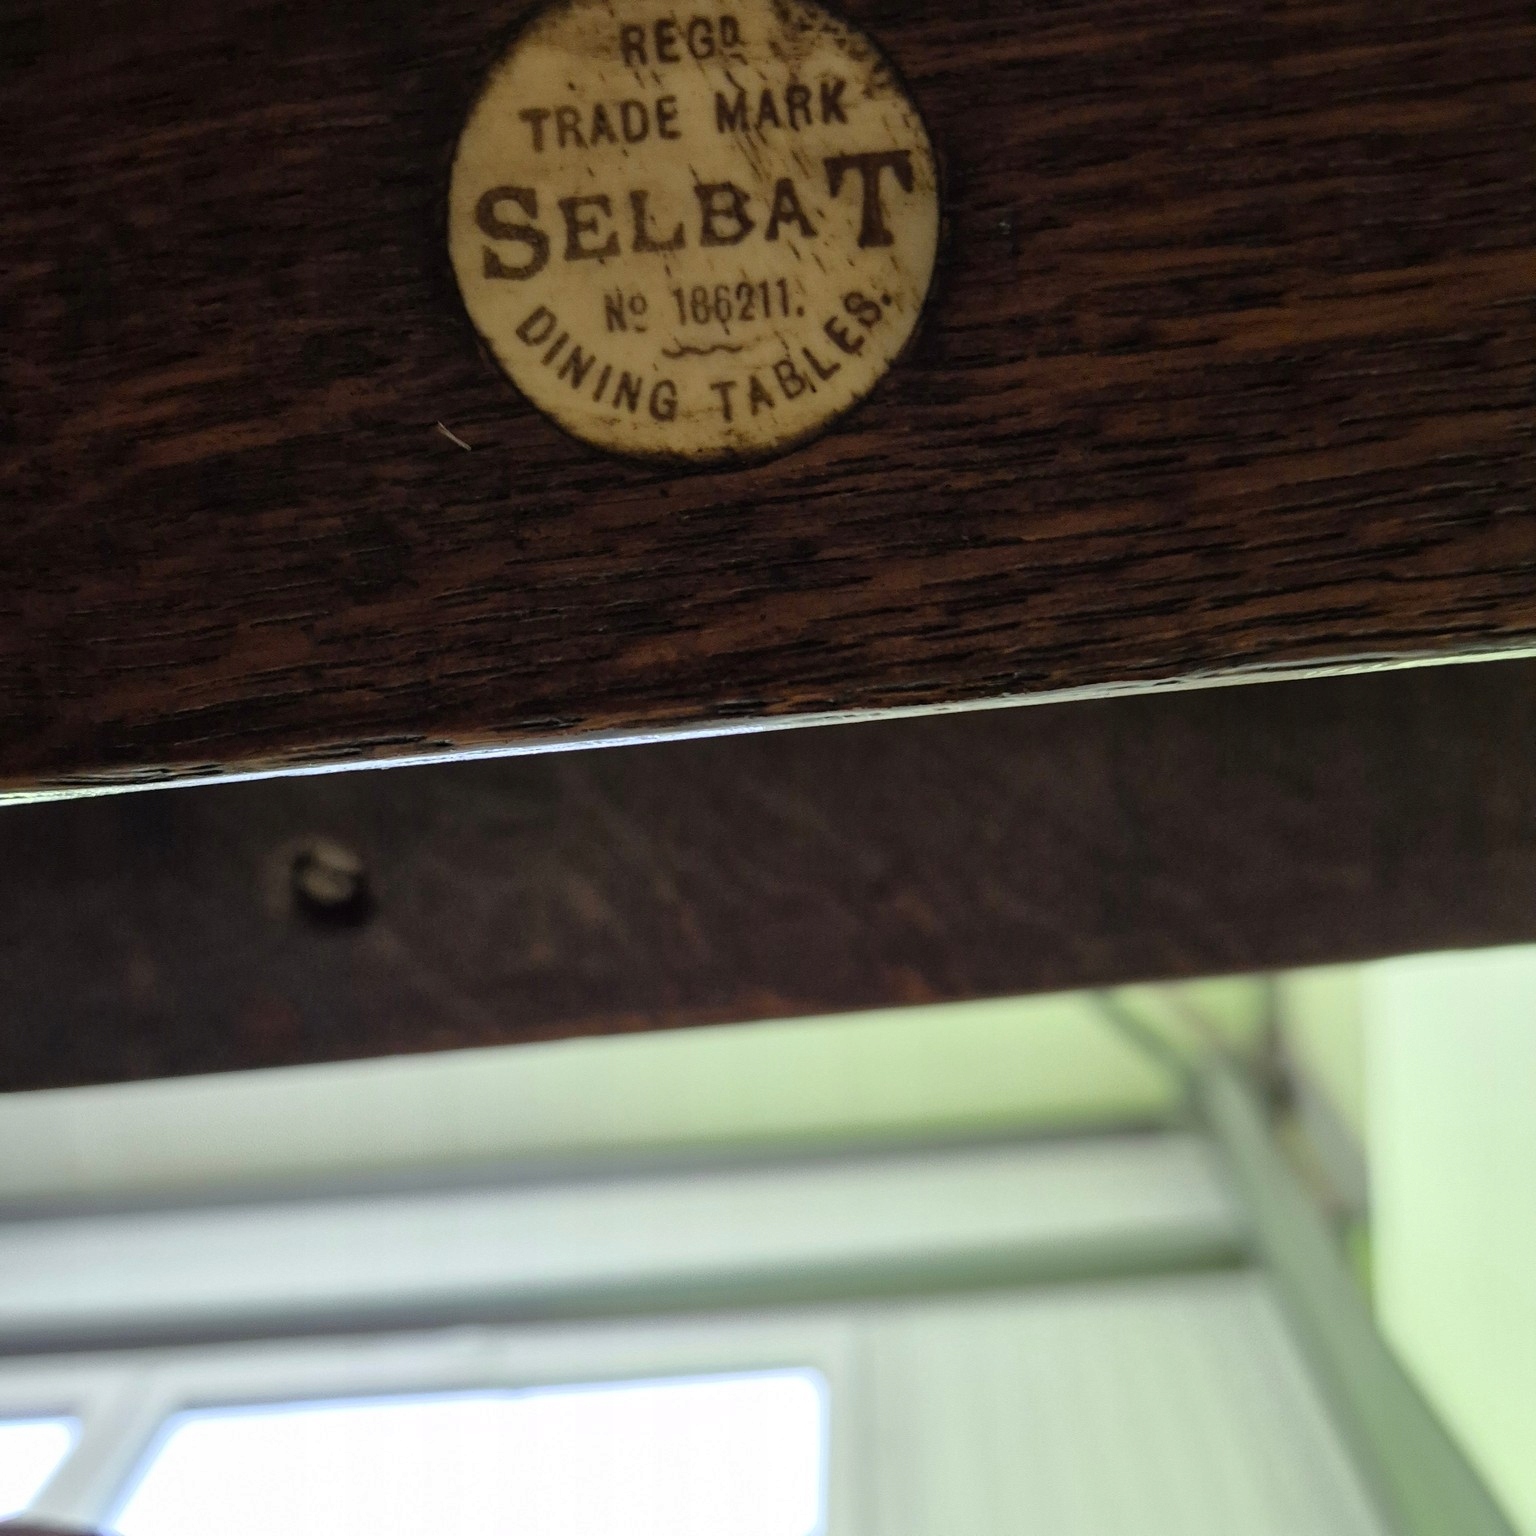 REGD
TRADE MARK
SELBAT
No 186211.
DINING TABLES.